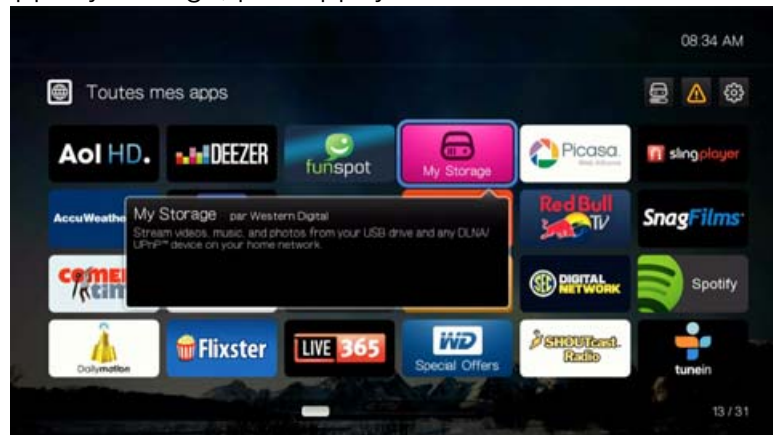 08:34 AM
Toutes mes apps
Aol HD.
DEEZER
funspot
My Storage
Picasa
slingplayer
AccuWeathe
My Storage par Western Digital
Stream videos, music, and photos from your USB drive and any DLNA/
UPnP™ device on your home network.
Red Bull
TV
SnagFilms
COME
TIM
SEC DIGITAL
NETWORK
Spotify
Dailymotion
Flixster
LIVE 365
WD
Special Offers
SHOUTcast
Radio
tunein
13 / 31